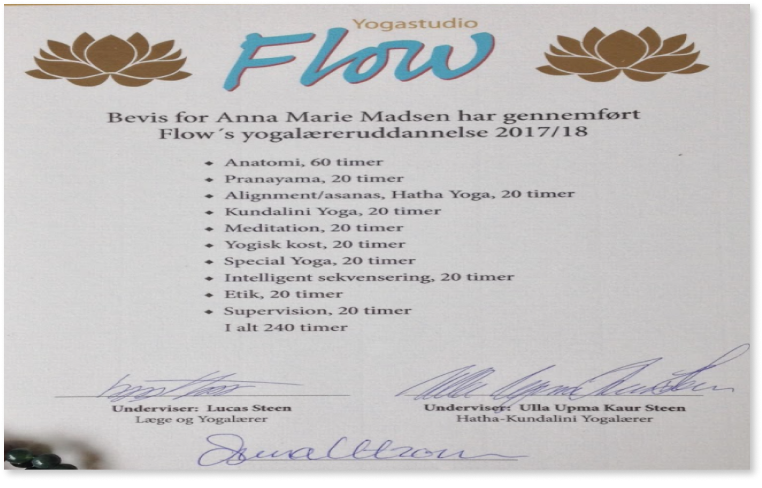 Yogastudio
Flow
Bevis for Anna Marie Madsen har gennemført
Flow´s yogalæreruddannelse 2017/18
Anatomi, 60 timer
Pranayama, 20 timer
Alignment/asanas, Hatha Yoga, 20 timer
Kundalini Yoga, 20 timer
Meditation, 20 timer
Yogisk kost, 20 timer
Special Yoga, 20 timer
Intelligent sekvensering, 20 timer
Etik, 20 timer
Supervision, 20 timer
I alt 240 timer
Underviser: Lucas Steen
Læge og Yogalærer
Underviser: Ulla Upma Kaur Steen
Hatha-Kundalini Yogalærer